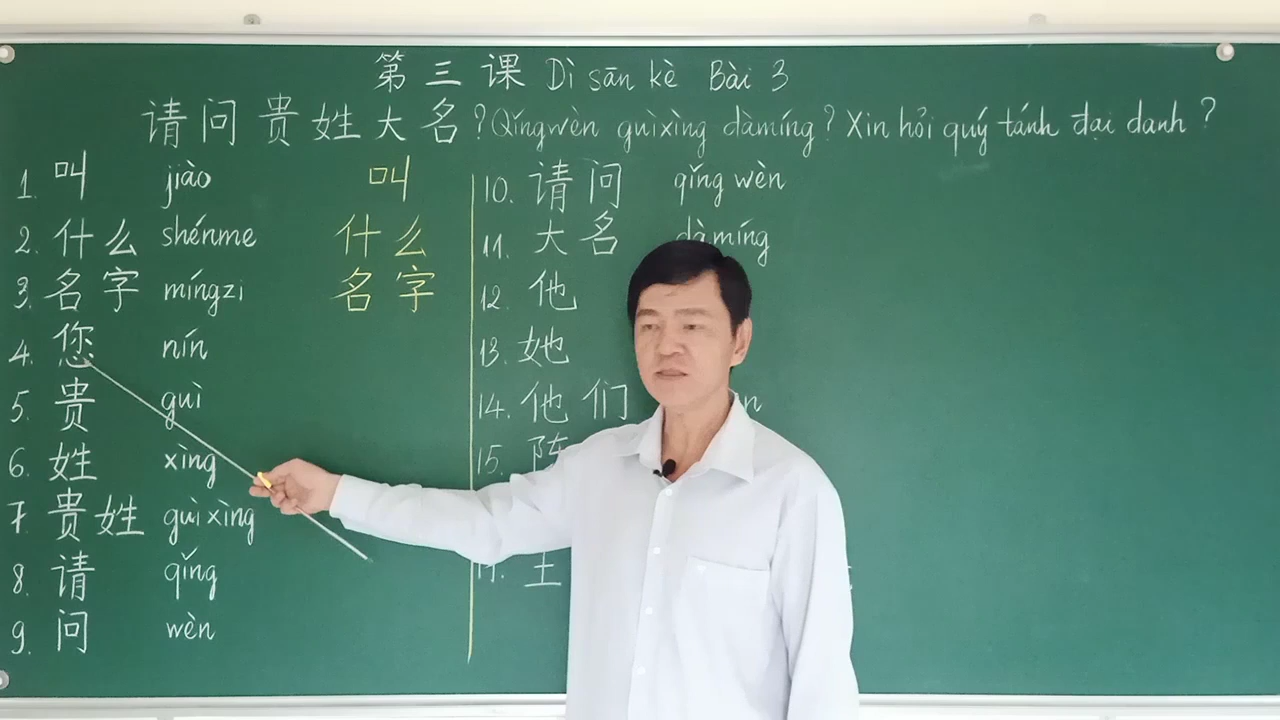 第三课 Dì sān kè Bài 3
请问贵姓大名? Qǐngwèn guìxìng dàmíng? Xin hỏi quý tánh đại danh?
1. 叫 jiào 叫
2. 什么 shénme 什么
3. 名字 míngzi 名字
4. 您 nín
5. 贵 guì
6. 姓 xìng
7. 贵姓 guìxìng
8. 请 qǐng
9. 问 wèn
10. 请问 qǐng wèn
11. 大名 dàmíng
12. 他
13. 她
14. 他们
15. 陈